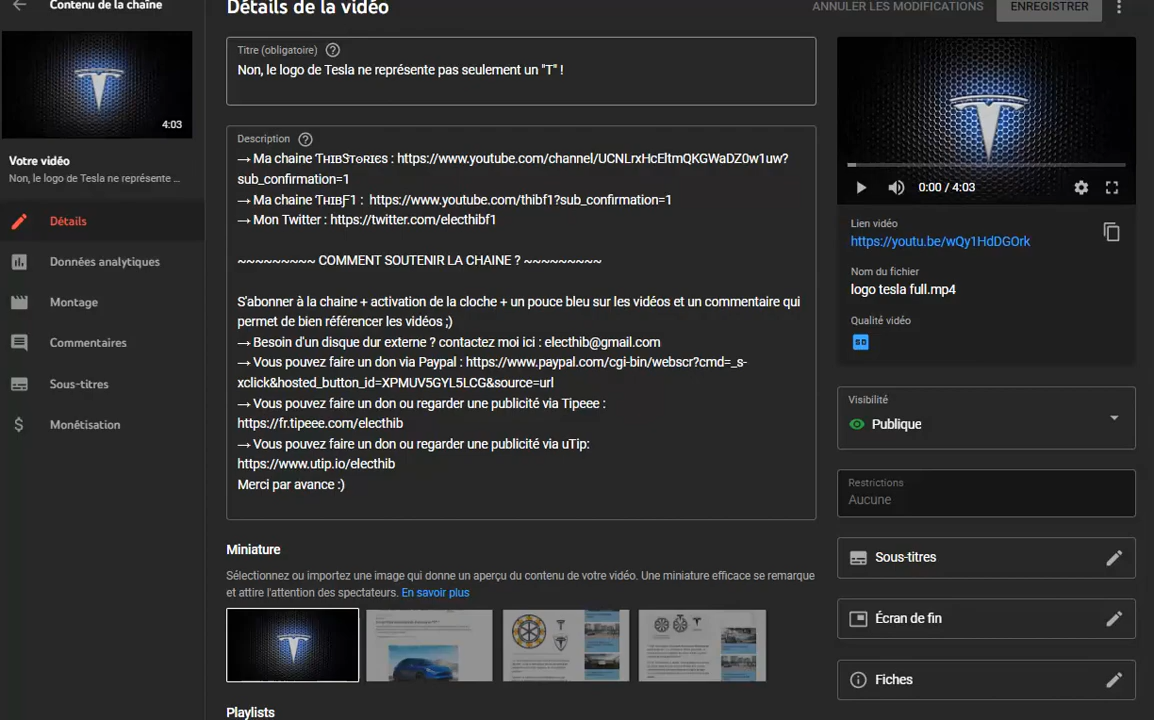 Contenu de la chaîne
Détails de la vidéo
ANNULER LES MODIFICATIONS
ENREGISTRER
4:03
Votre vidéo
Non, le logo de Tesla ne représente ...
Détails
Données analytiques
Montage
Commentaires
Sous-titres
Monétisation
Titre (obligatoire)
Non, le logo de Tesla ne représente pas seulement un "T" !
Description
→ Ma chaine ƬʜɪʙSᴛᴏʀɪᴇs : https://www.youtube.com/channel/UCNLrxHcEltmQKGWaDZ0w1uw?
sub_confirmation=1
→ Ma chaine ƬʜɪʙƑ1 : https://www.youtube.com/thibf1?sub_confirmation=1
→ Mon Twitter : https://twitter.com/electhibf1
~~~~~~~~~ COMMENT SOUTENIR LA CHAINE ? ~~~~~~~~~
S'abonner à la chaine + activation de la cloche + un pouce bleu sur les vidéos et un commentaire qui
permet de bien référencer les vidéos ;)
→ Besoin d'un disque dur externe ? contactez moi ici : electhib@gmail.com
→ Vous pouvez faire un don via Paypal : https://www.paypal.com/cgi-bin/webscr?cmd=_s-
xclick&hosted_button_id=XPMUV5GYL5LCG&source=url
→ Vous pouvez faire un don ou regarder une publicité via Tipeee :
https://fr.tipeee.com/electhib
→ Vous pouvez faire un don ou regarder une publicité via uTip:
https://www.utip.io/electhib
Merci par avance :)
Miniature
Sélectionnez ou importez une image qui donne un aperçu du contenu de votre vidéo. Une miniature efficace se remarque
et attire l'attention des spectateurs. En savoir plus
Playlists
0:00 / 4:03
Lien vidéo
https://youtu.be/wQy1HdDGOrk
Nom du fichier
logo tesla full.mp4
Qualité vidéo
SD
Visibilité
Publique
Restrictions
Aucune
Sous-titres
Écran de fin
Fiches